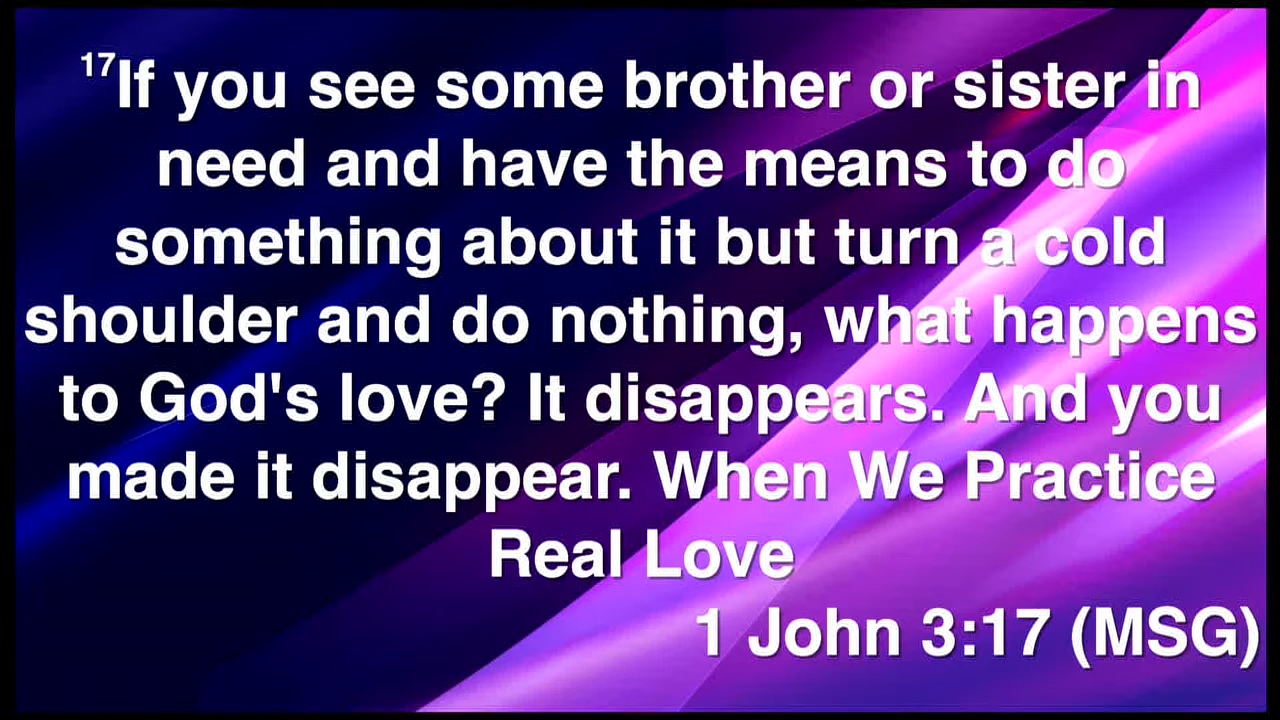 17If you see some brother or sister in
need and have the means to do
something about it but turn a cold
shoulder and do nothing, what happens
to God's love? It disappears. And you
made it disappear. When We Practice
Real Love
1 John 3:17 (MSG)